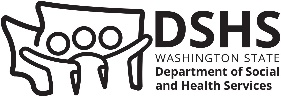 DSHS
WASHINGTON STATE
Department of Social
and Health Services